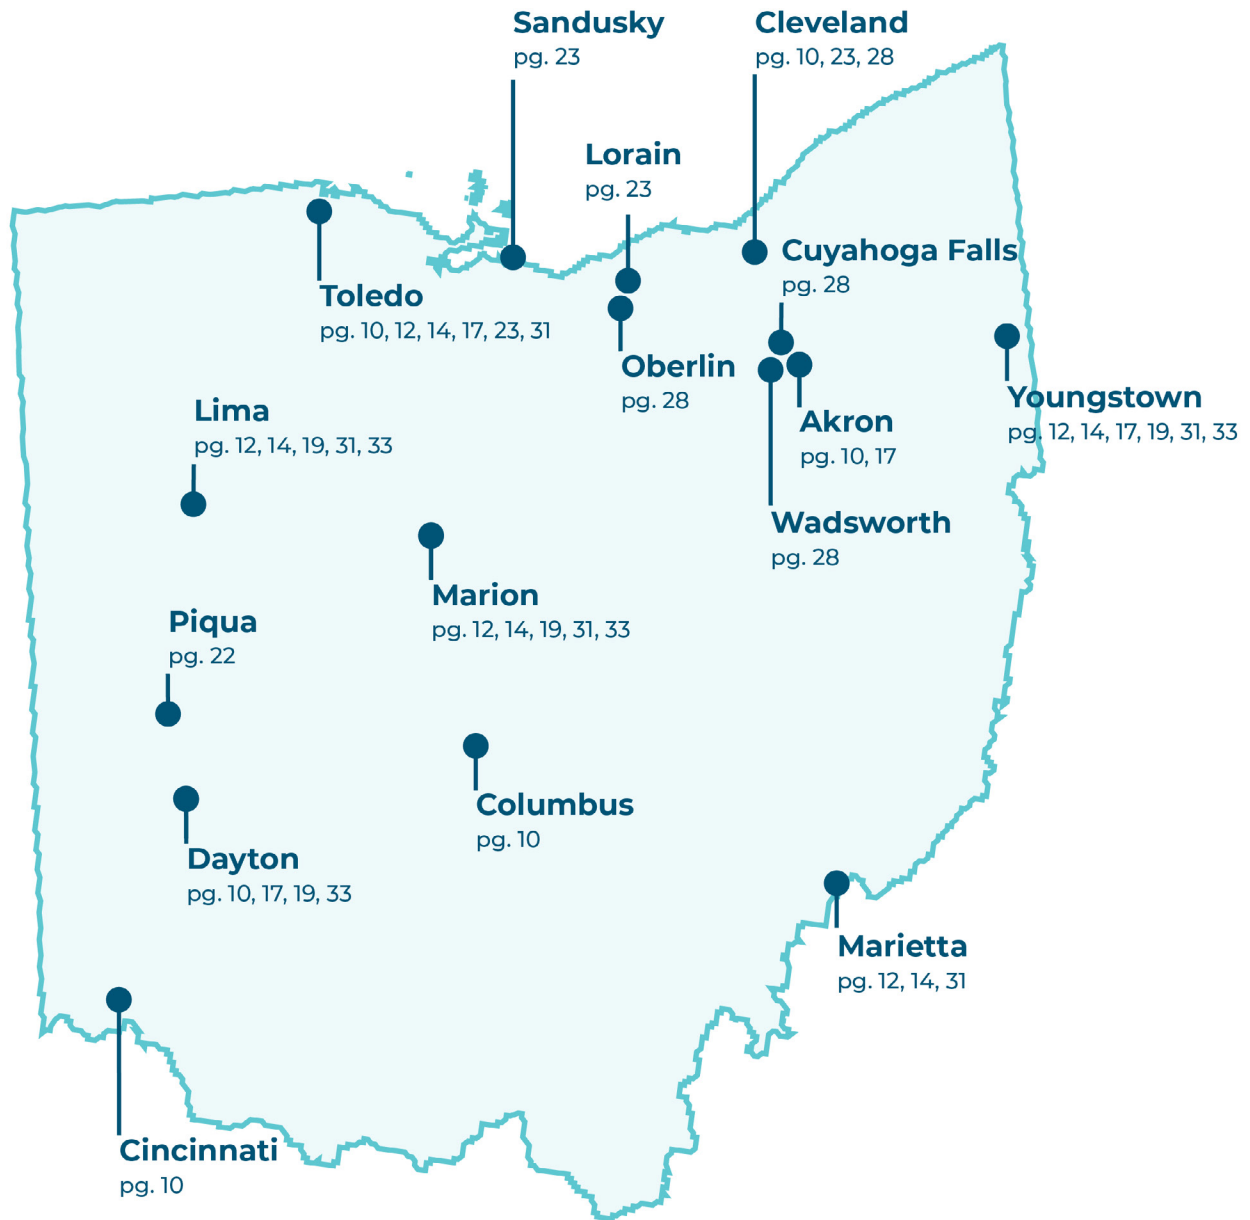 Sandusky
pg. 23
Cleveland
pg. 10, 23, 28
Lorain
pg. 23
Cuyahoga Falls
pg. 28
Toledo
pg. 10, 12, 14, 17, 23, 31
Oberlin
pg. 28
Youngstown
pg. 12, 14, 17, 19, 31, 33
Lima
pg. 12, 14, 19, 31, 33
Akron
pg. 10, 17
Wadsworth
pg. 28
Marion
pg. 12, 14, 19, 31, 33
Piqua
pg. 22
Columbus
pg. 10
Dayton
pg. 10, 17, 19, 33
Marietta
pg. 12, 14, 31
Cincinnati
pg. 10